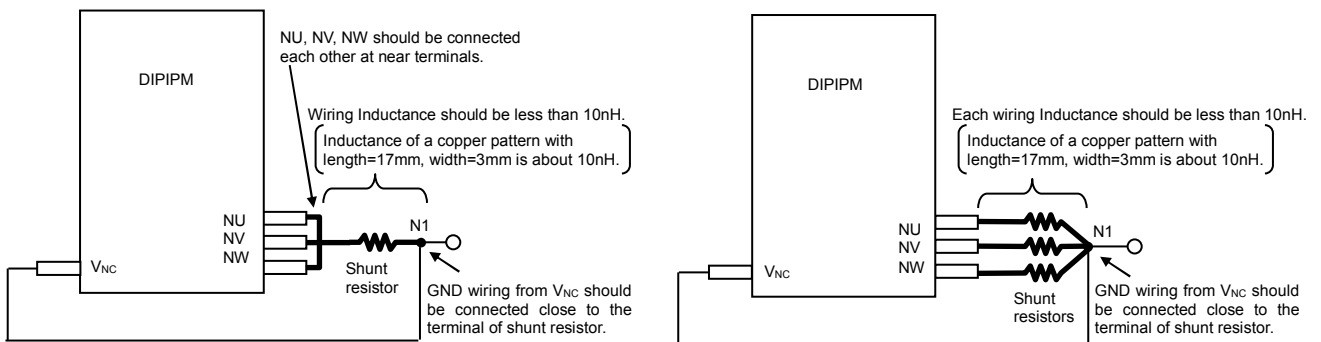 NU, NV, NW should be connected
each other at near terminals.
DIPIPM
Wiring Inductance should be less than 10nH.
Inductance of a copper pattern with
length=17mm, width=3mm is about 10nH.
NU
NV
NW
N1
VNC
Shunt
resistor
GND wiring from VNC should
be connected close to the
terminal of shunt resistor.
DIPIPM
Each wiring Inductance should be less than 10nH.
Inductance of a copper pattern with
length=17mm, width=3mm is about 10nH.
NU
NV
NW
N1
VNC
Shunt
resistors
GND wiring from VNC should
be connected close to the
terminal of shunt resistor.